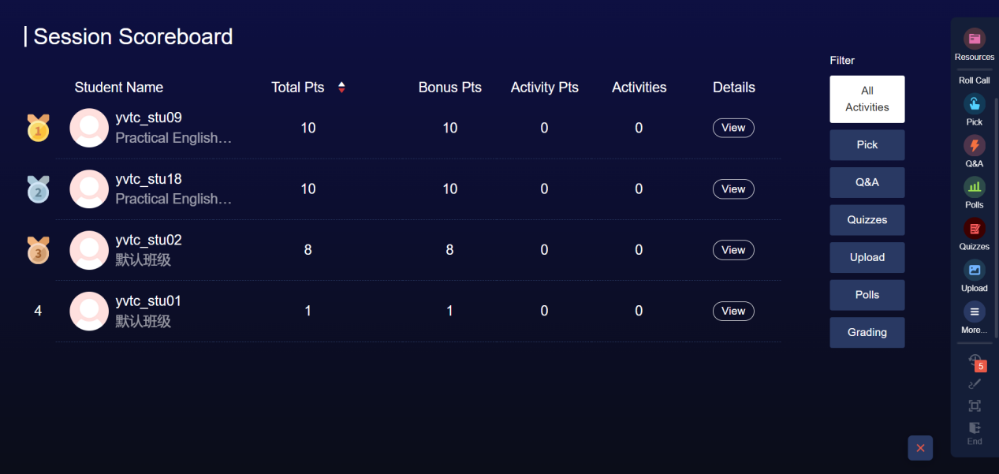 Session Scoreboard
Student Name Total Pts Bonus Pts Activity Pts Activities Details
1 yvtc_stu09 10 10 0 0 View
Practical English…
2 yvtc_stu18 10 10 0 0 View
Practical English…
3 yvtc_stu02 8 8 0 0 View
默认班级
4 yvtc_stu01 1 1 0 0 View
默认班级
Filter
All
Activities
Pick
Q&A
Quizzes
Upload
Polls
Grading
Resources
Roll Call
Pick
Q&A
Polls
Quizzes
Upload
More...
5
End